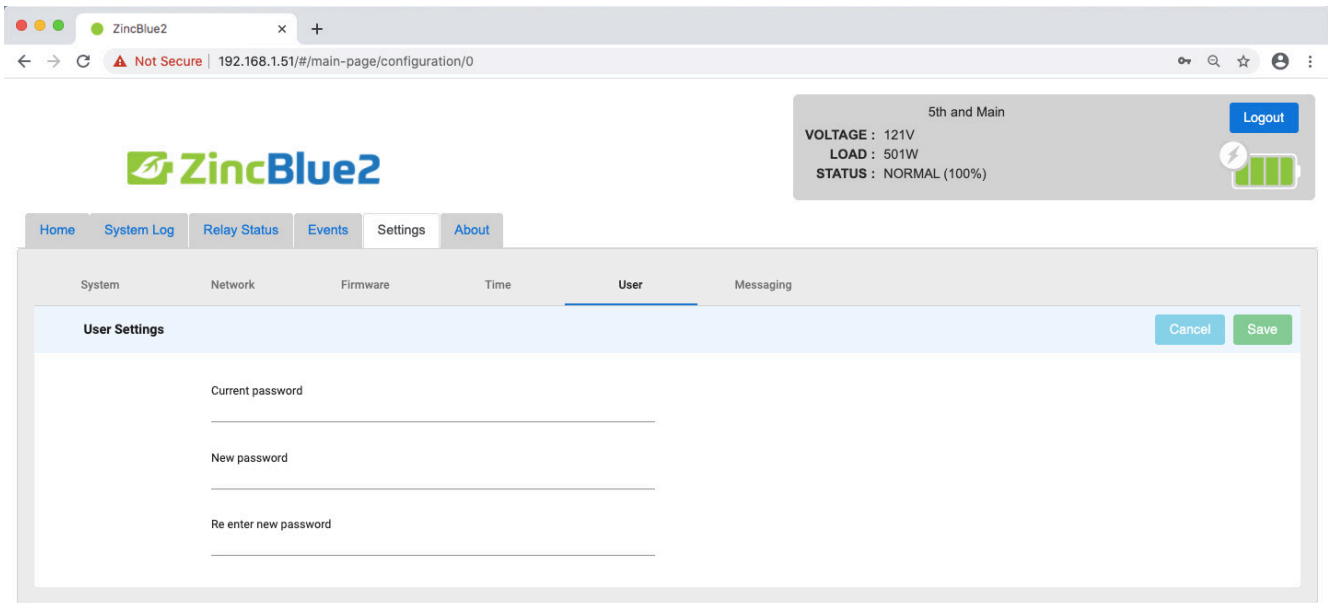 ZincBlue2
Not Secure | 192.168.1.51/#/main-page/configuration/0
5th and Main
Logout
VOLTAGE : 121V
LOAD : 501W
STATUS : NORMAL (100%)
ZincBlue2
Home System Log Relay Status Events Settings About
System Network Firmware Time User Messaging
User Settings Cancel Save
Current password
New password
Re enter new password